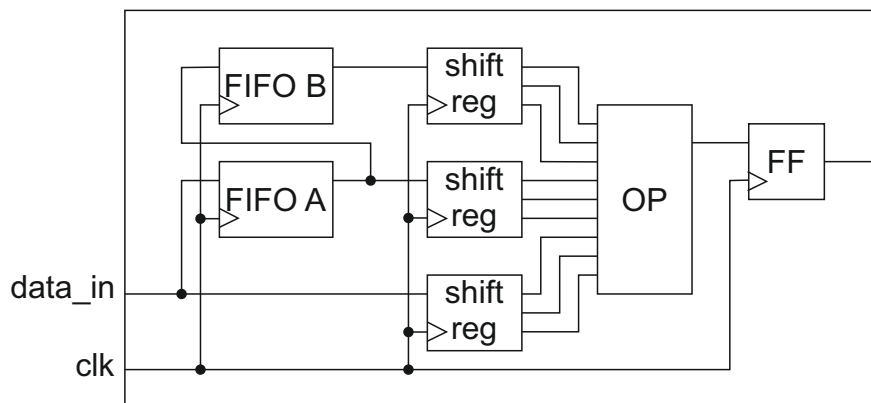 FIFO B
shift
reg
FIFO A
shift
reg
OP
FF
data_in
shift
reg
clk